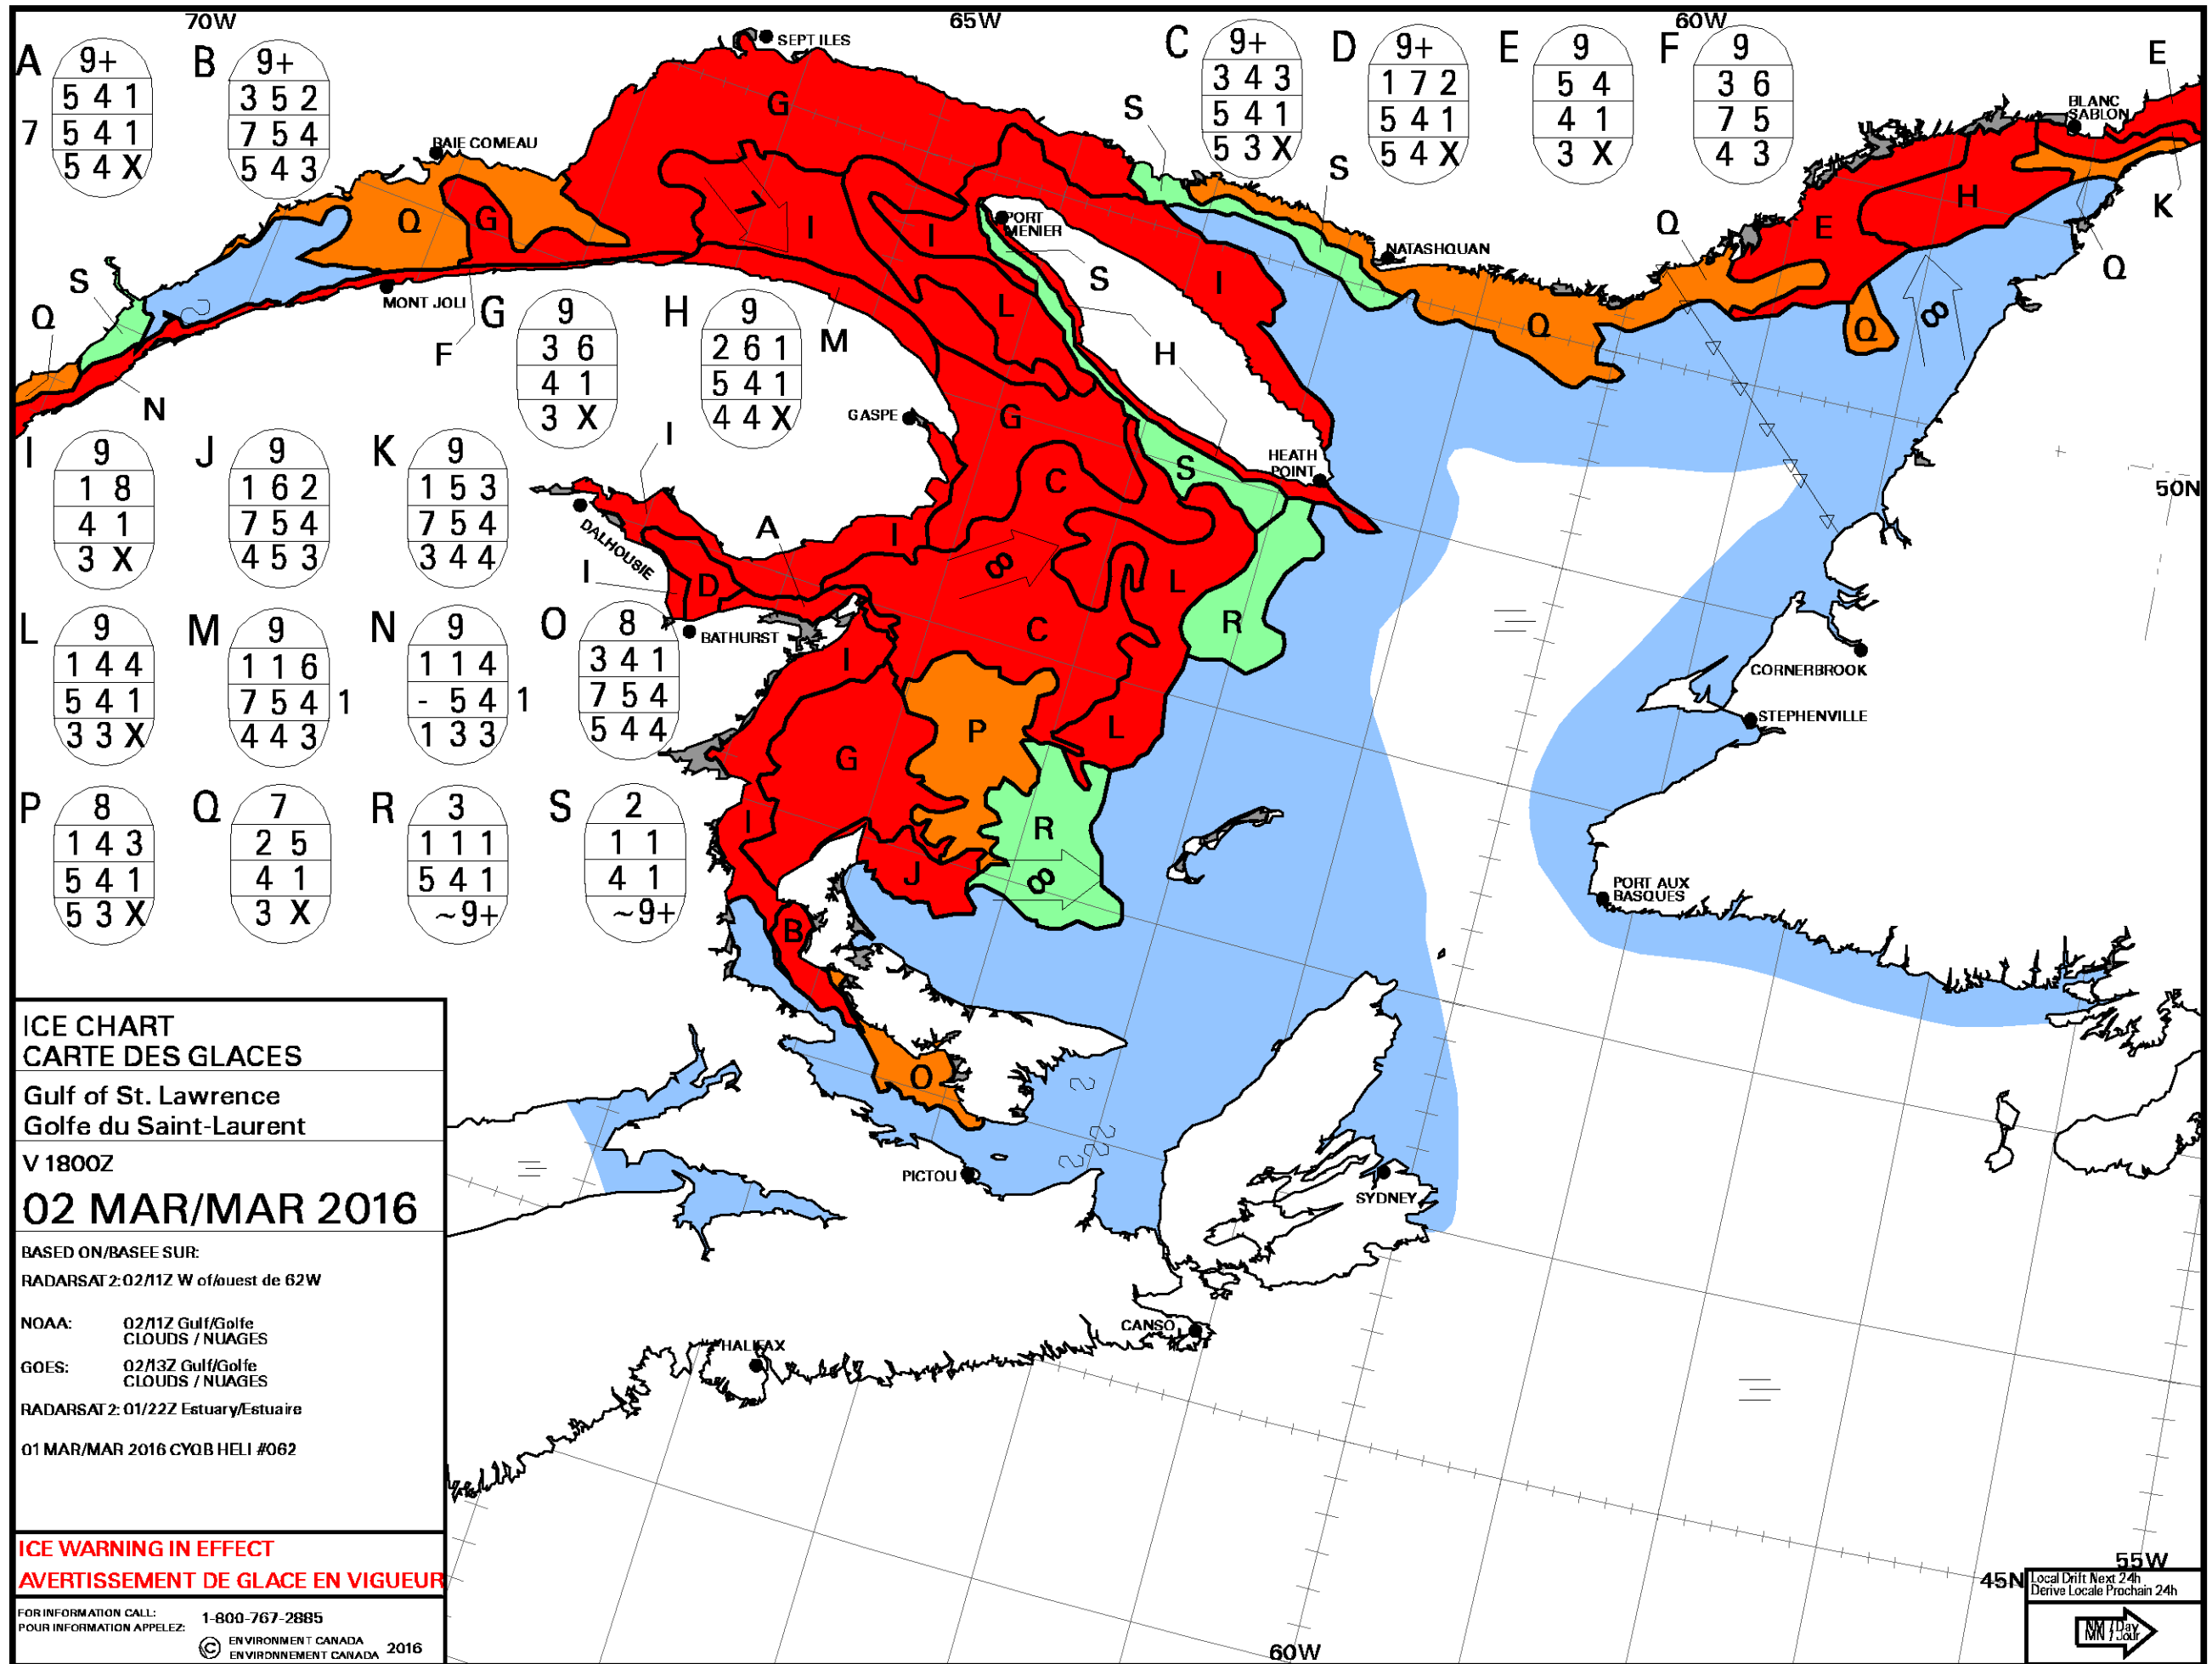 70W
65W
60W
A
9+
5 4 1
7 5 4 1
5 4 X
B
9+
3 5 2
7 5 4
5 4 3
SEPT ILES
C
9+
3 4 3
5 4 1
5 3 X
D
9+
1 7 2
5 4 1
5 4 X
E
9
5 4
4 1
3 X
F
9
3 6
7 5
4 3
E
BLANC
SABLON
BAIE COMEAU
G
S
S
H
K
Q
G
7
I
I
PORT
MENIER
S
I
NATASHQUAN
Q
E
Q
S
Q
MONT JOLI
F
G
9
3 6
4 1
3 X
H
9
2 6 1
5 4 1
4 4 X
M
L
H
Q
Q
8
N
GASPE
G
I
9
1 8
4 1
3 X
J
9
1 6 2
7 5 4
4 5 3
K
9
1 5 3
7 5 4
3 4 4
I
C
S
HEATH
POINT
50N
DALHOUSIE
A
I
I
D
8
L
L
9
1 4 4
5 4 1
3 3 X
M
9
1 1 6
7 5 4 1
4 4 3
N
9
1 1 4
- 5 4 1
1 3 3
O
8
3 4 1
7 5 4
5 4 4
BATHURST
I
C
R
CORNERBROOK
STEPHENVILLE
P
L
G
P
8
1 4 3
5 4 1
5 3 X
Q
7
2 5
4 1
3 X
R
3
1 1 1
5 4 1
~9+
S
2
1 1
4 1
~9+
I
R
J
8
PORT AUX
BASQUES
B
O
PICTOU
SYDNEY
CANSO
HALIFAX
ICE CHART
CARTE DES GLACES
Gulf of St. Lawrence
Golfe du Saint-Laurent
V 1800Z
02 MAR/MAR 2016
BASED ON/BASEE SUR:
RADARSAT 2: 02/11Z W of/ouest de 62W
NOAA: 02/11Z Gulf/Golfe
CLOUDS / NUAGES
GOES: 02/13Z Gulf/Golfe
CLOUDS / NUAGES
RADARSAT 2: 01/22Z Estuary/Estuaire
01 MAR/MAR 2016 CYQB HELI #062
ICE WARNING IN EFFECT
AVERTISSEMENT DE GLACE EN VIGUEUR
FOR INFORMATION CALL: 1-800-767-2885
POUR INFORMATION APPELEZ:
© ENVIRONMENT CANADA 2016
ENVIRONNEMENT CANADA
60W
55W
45N
Local Drift Next 24h
Derive Locale Prochain 24h
NM / Day
MN / Jour